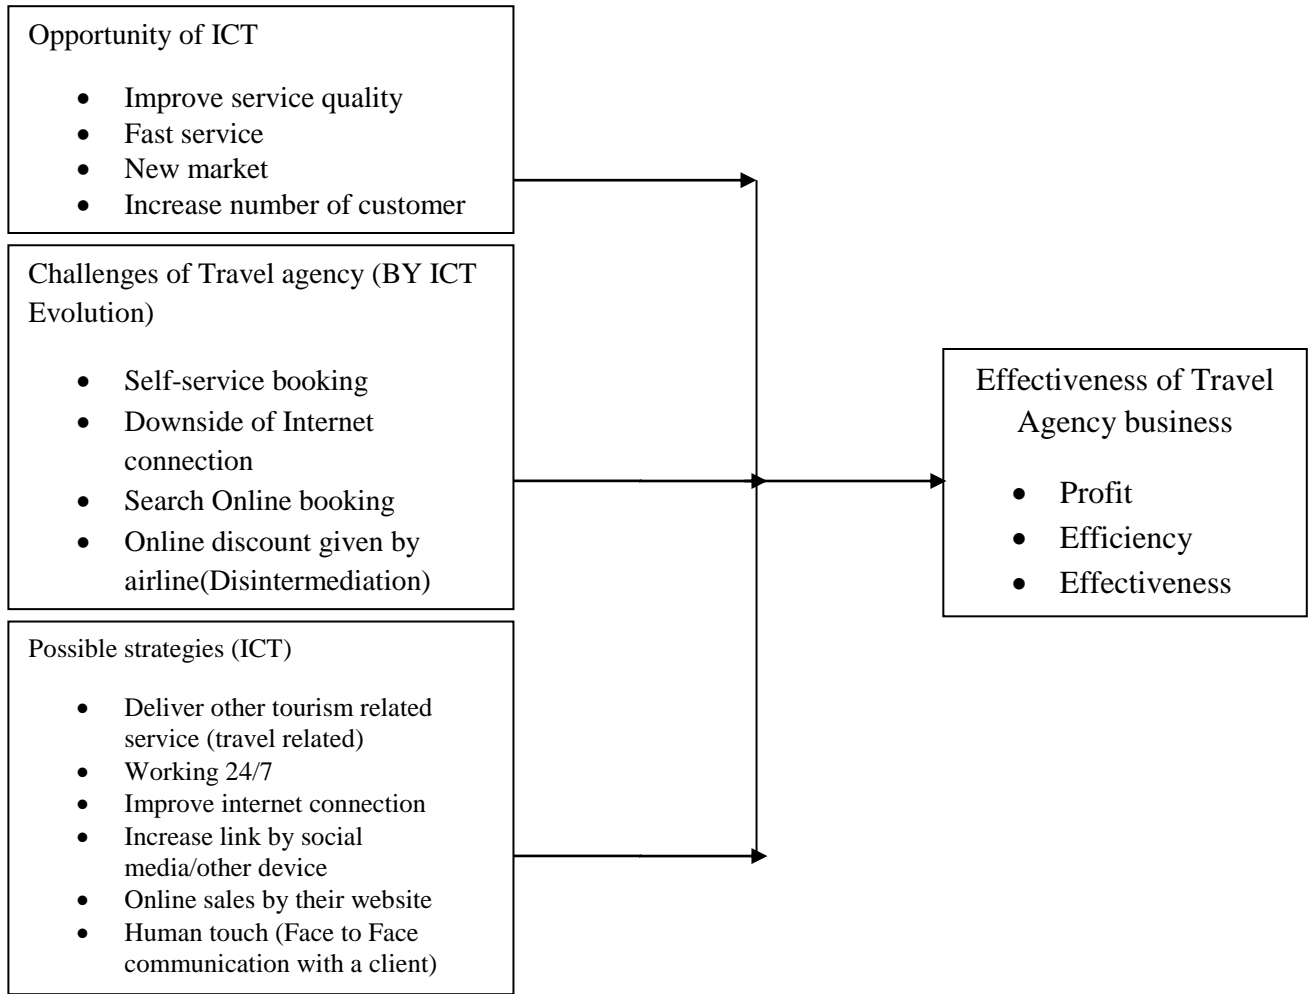 Opportunity of ICT
• Improve service quality
• Fast service
• New market
• Increase number of customer
Challenges of Travel agency (BY ICT
Evolution)
• Self-service booking
• Downside of Internet
connection
• Search Online booking
• Online discount given by
airline(Disintermediation)
Possible strategies (ICT)
• Deliver other tourism related
service (travel related)
• Working 24/7
• Improve internet connection
• Increase link by social
media/other device
• Online sales by their website
• Human touch (Face to Face
communication with a client)
Effectiveness of Travel
Agency business
• Profit
• Efficiency
• Effectiveness